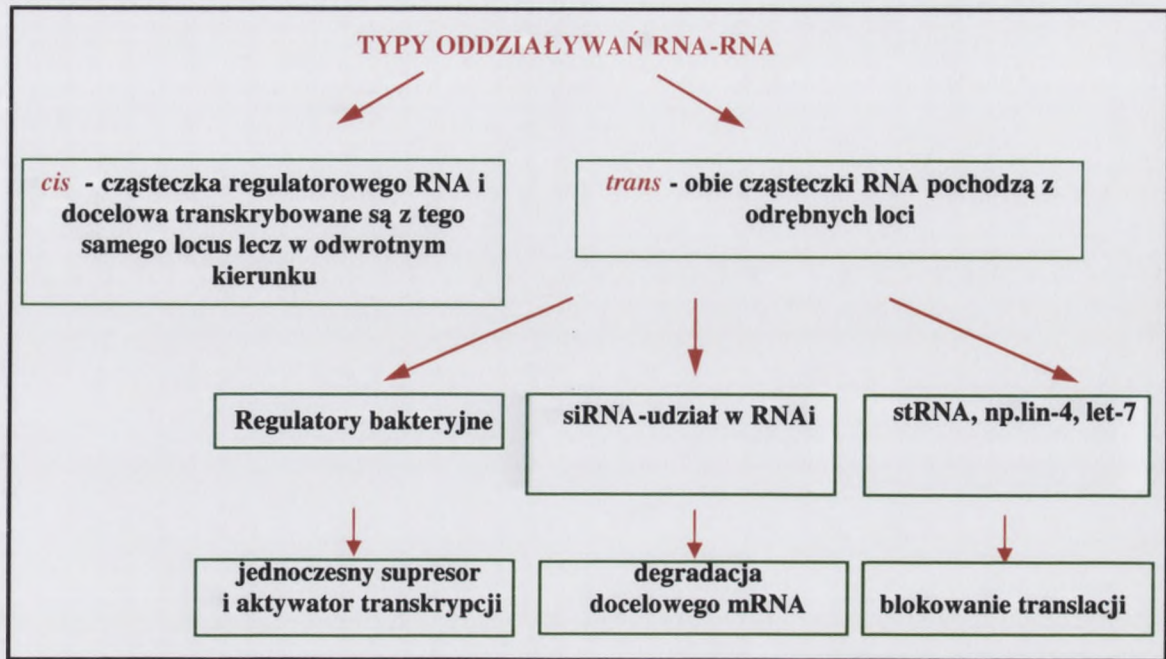 TYPY ODDZIAŁYWAŃ RNA-RNA
cis - cząsteczka regulatorowego RNA i
docelowa transkrybowane są z tego
samego locus lecz w odwrotnym
kierunku
trans - obie cząsteczki RNA pochodzą z
odrębnych loci
Regulatory bakteryjne
siRNA-udział w RNAi
stRNA, np.lin-4, let-7
jednoczesny supresor
i aktywator transkrypcji
degradacja
docelowego mRNA
blokowanie translacji